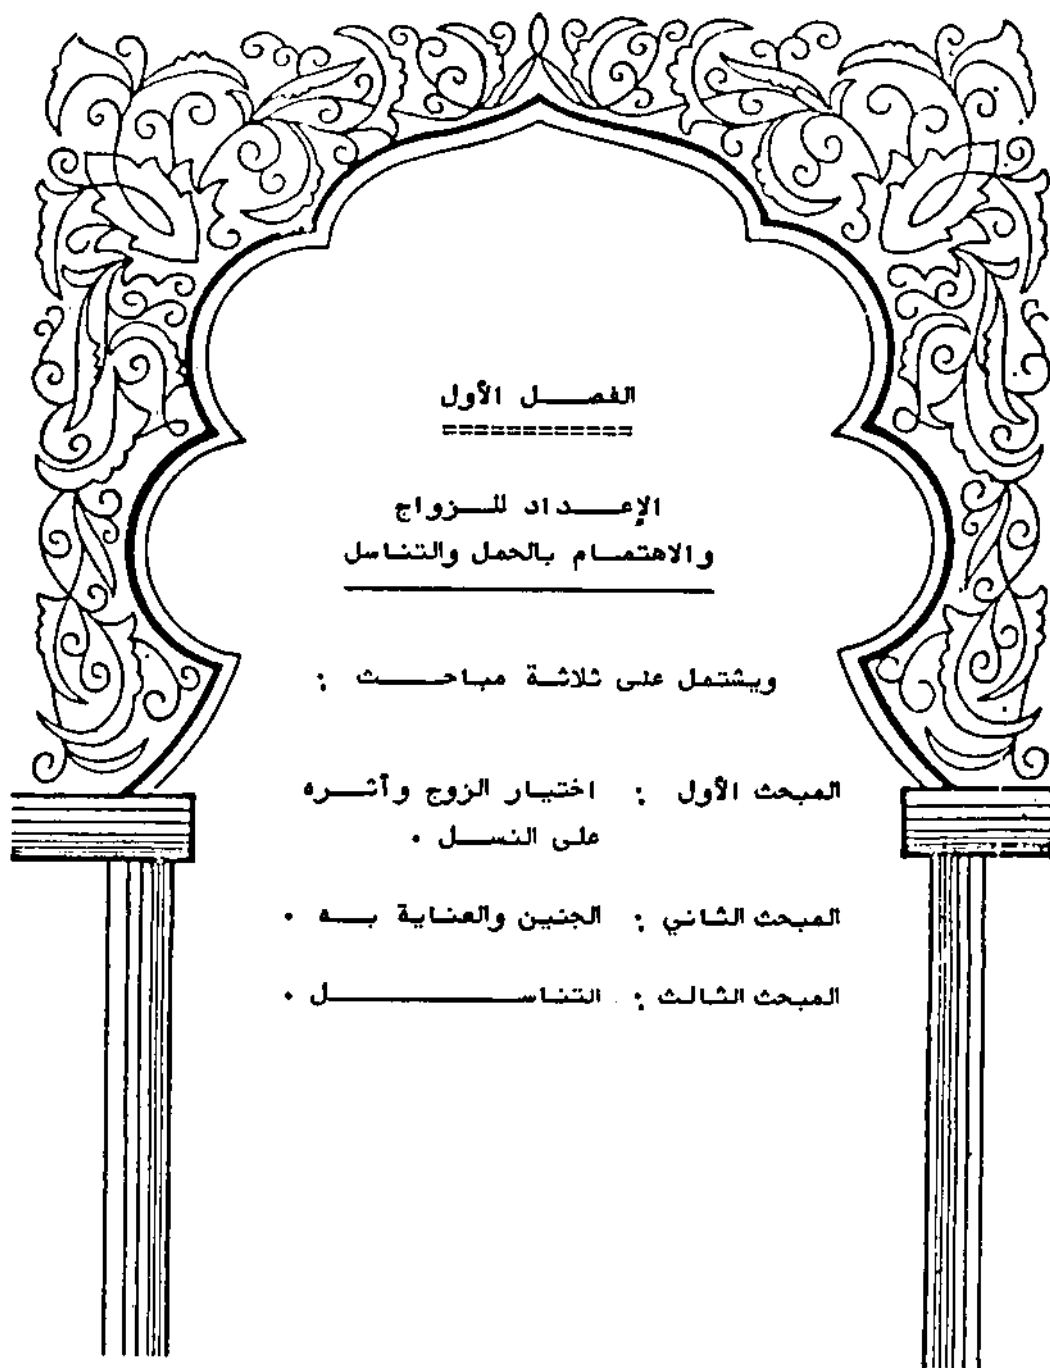 الفصل الأول
============
الإعداد للزواج
والاهتمام بالحمل والتناسل
ويشتمل على ثلاثة مباحث :
المبحث الأول : اختيار الزوج وآثره
على النسل .
المبحث الثاني : الجنين والعناية به .
المبحث الثالث : التناسل .